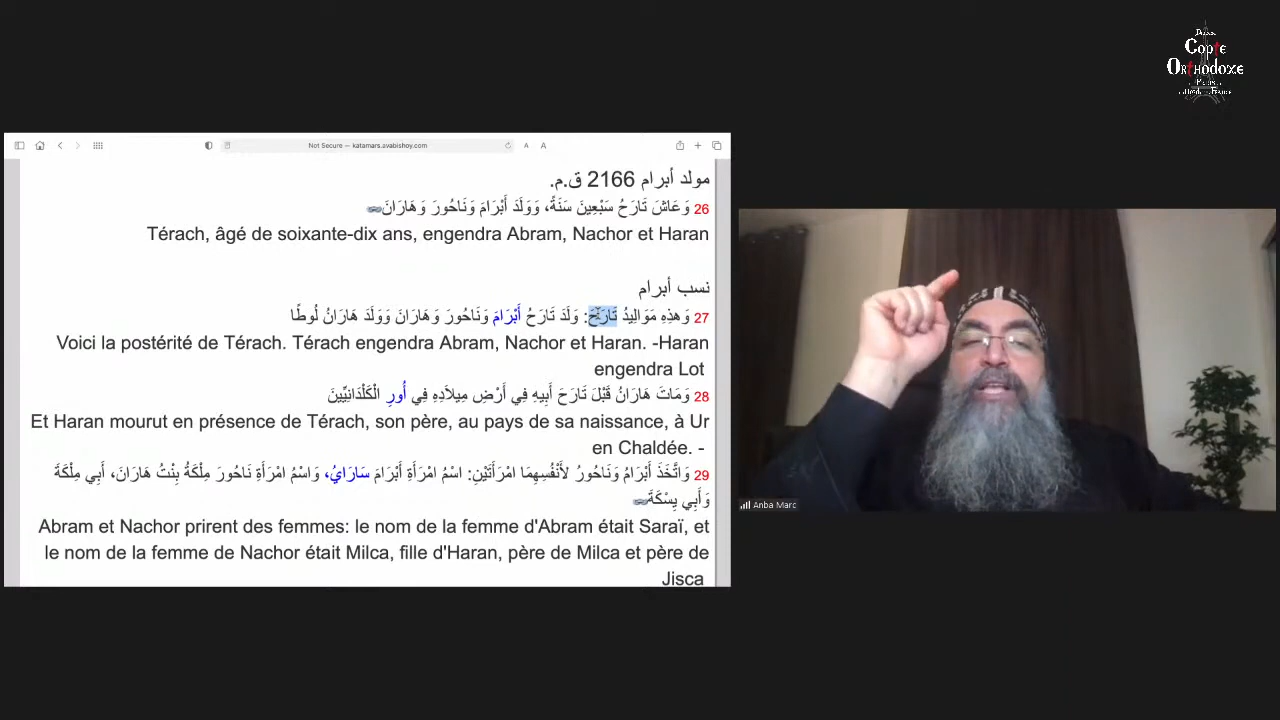 Copte
Orthodoxe
Not Secure — katamars.avabishoy.com
A A
مولد أبرام 2166 ق.م.
26 وَعَاشَ تَارَحُ سَبْعِينَ سَنَةً، وَوَلَدَ أَبْرَامَ وَنَاحُورَ وَهَارَانَ
Térach, âgé de soixante-dix ans, engendra Abram, Nachor et Haran
نسب أبرام
27 وَهذِهِ مَوَالِيدُ تَارَحَ: وَلَدَ تَارَحُ أَبْرَامَ وَنَاحُورَ وَهَارَانَ وَوَلَدَ هَارَانُ لُوطًا
Voici la postérité de Térach. Térach engendra Abram, Nachor et Haran. -Haran
engendra Lot
28 وَمَاتَ هَارَانُ قَبْلَ تَارَحَ أَبِيهِ فِي أَرْضِ مِيلاَدِهِ فِي أُورِ الْكَلْدَانِيِّينَ
Et Haran mourut en présence de Térach, son père, au pays de sa naissance, à Ur
en Chaldée. -
29 وَاتَّخَذَ أَبْرَامُ وَنَاحُورُ لأَنْفُسِهِمَا امْرَأَتَيْنِ: اسْمُ امْرَأَةِ أَبْرَامَ سَارَايُ، وَاسْمُ امْرَأَةِ نَاحُورَ مِلْكَةُ بِنْتُ هَارَانَ، أَبِي مِلْكَةَ
وَأَبِي يِسْكَةَ
Abram et Nachor prirent des femmes: le nom de la femme d'Abram était Saraï, et
le nom de la femme de Nachor était Milca, fille d'Haran, père de Milca et père de
Jisca
Anba Marc